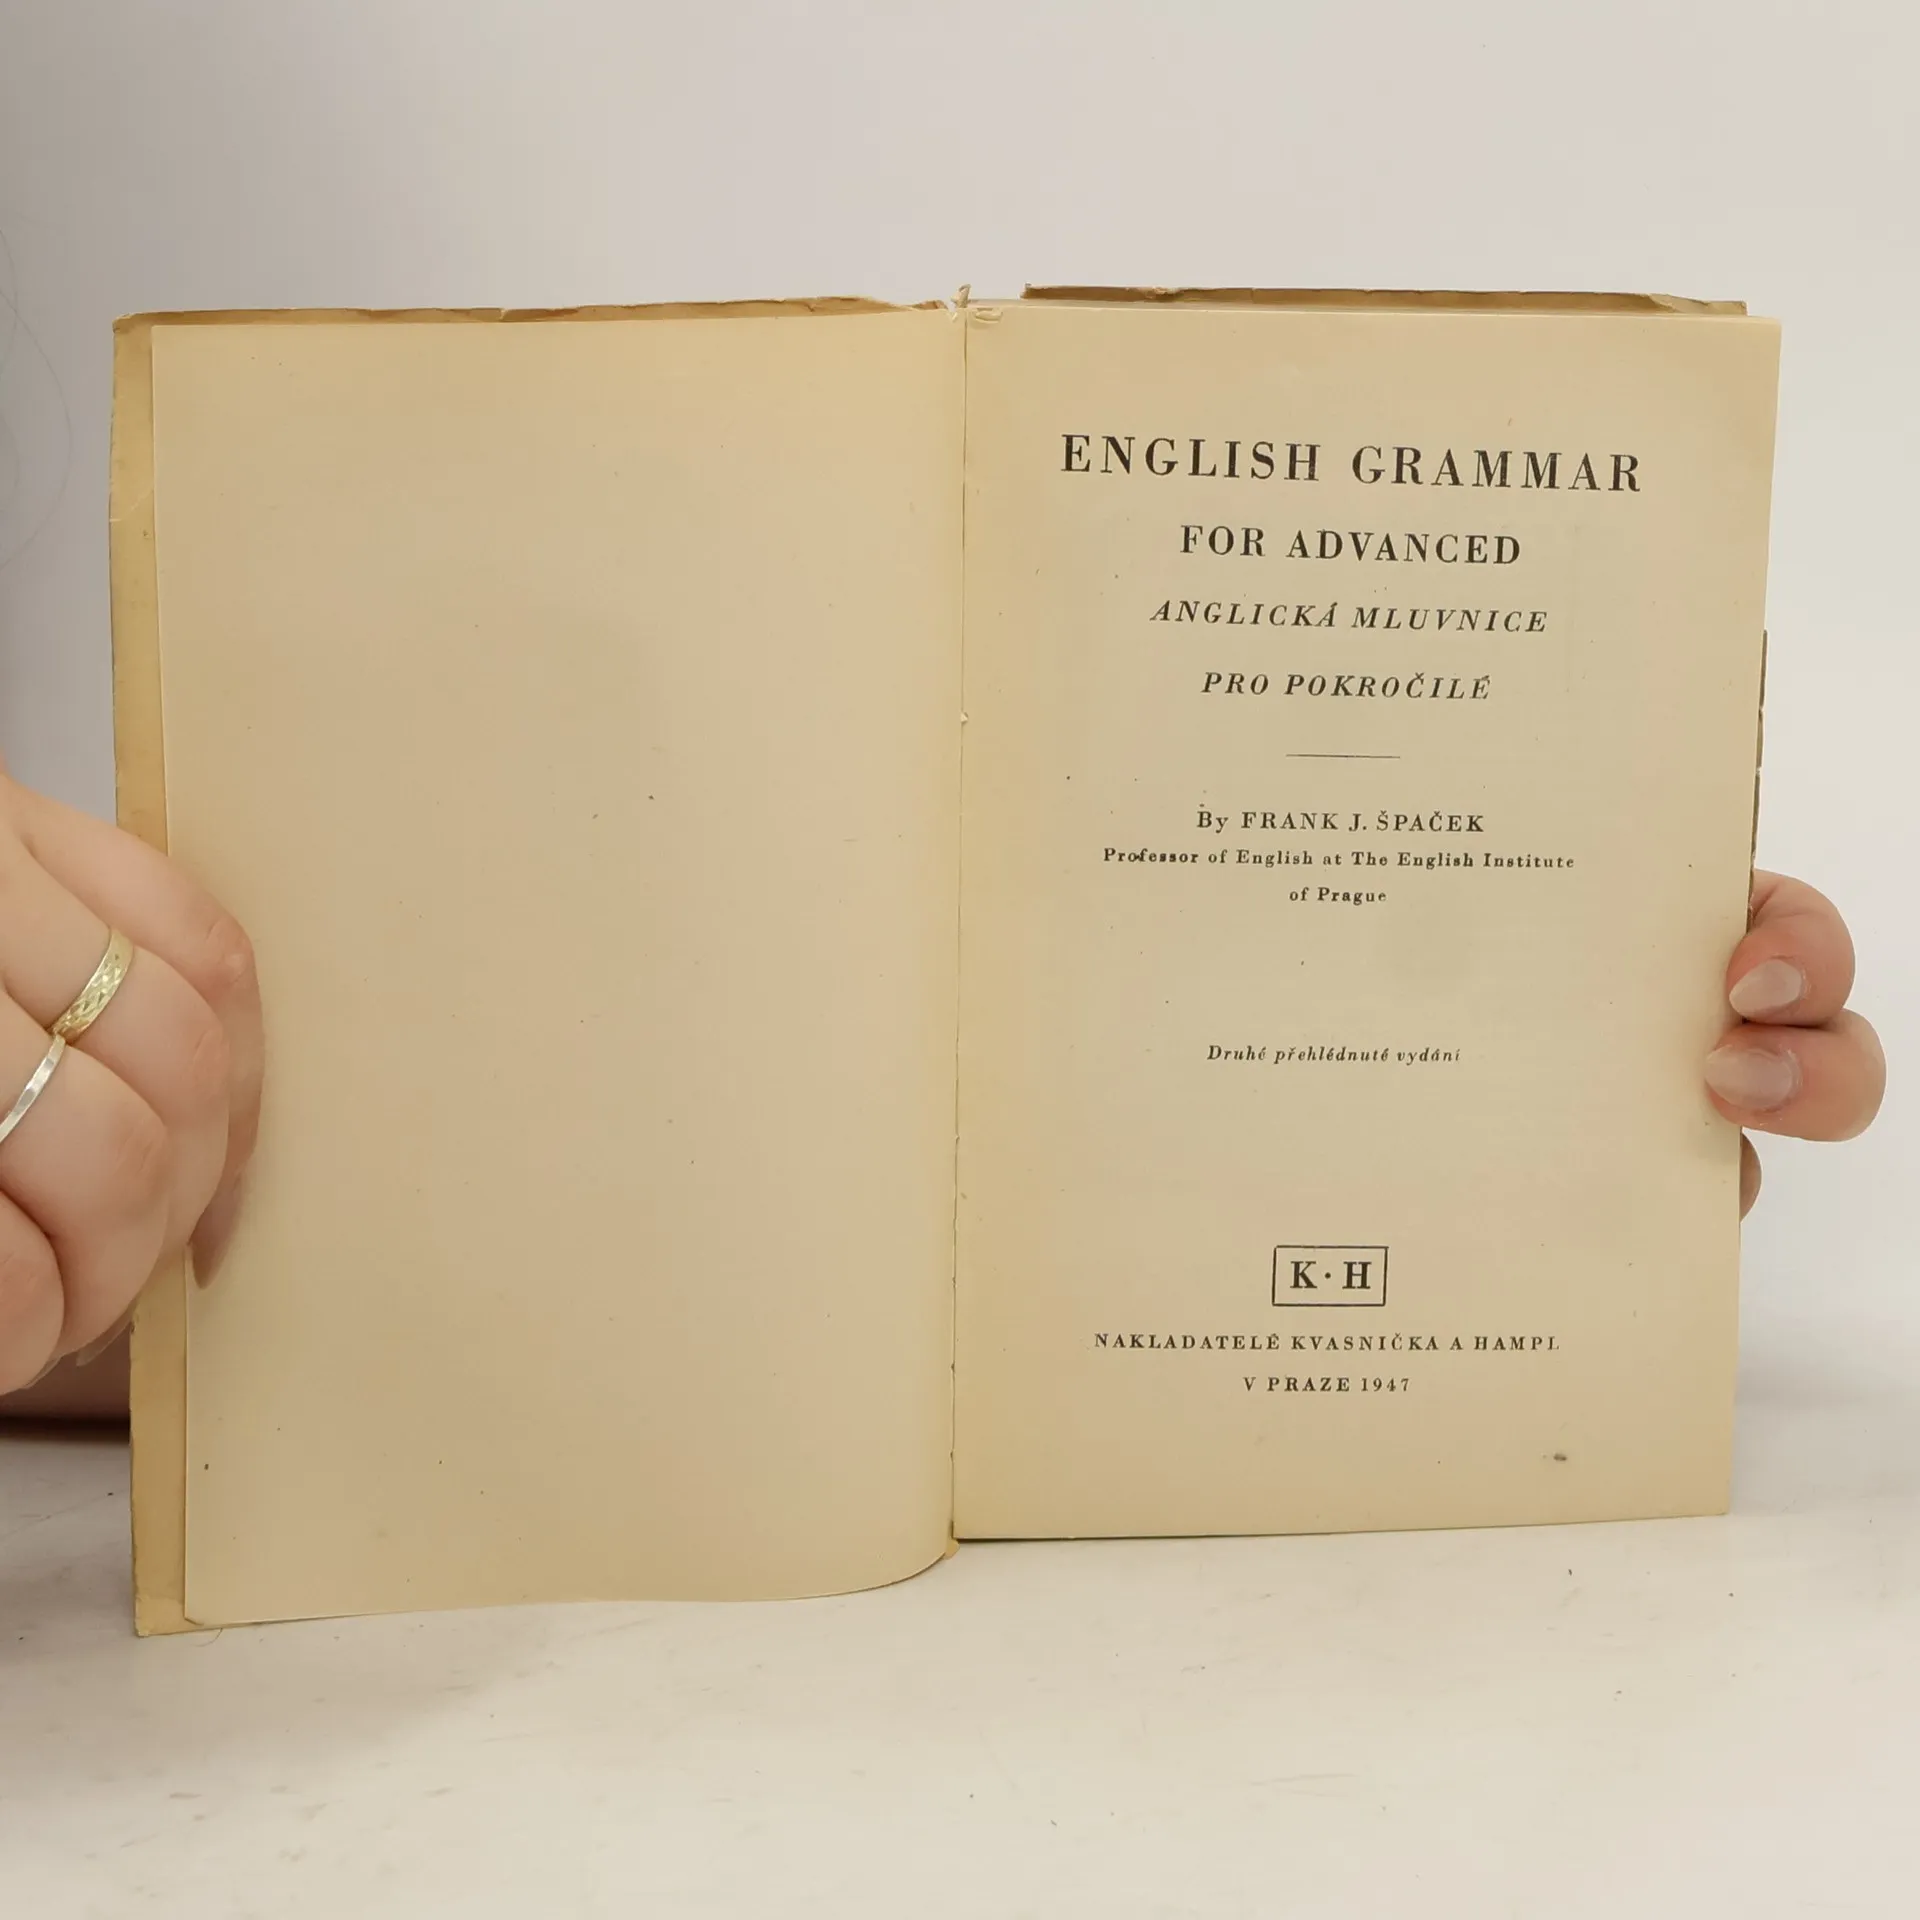 ENGLISH GRAMMAR
FOR ADVANCED
ANGLICKÁ MLUVNICE
PRO POKROČILÉ
By FRANK J. ŠPAČEK
Professor of English at The English Institute
of Prague
Druhé přehlédnuté vydání
K·H
NAKLADATELÉ KVASNIČKA A HAMPL
V PRAZE 1947